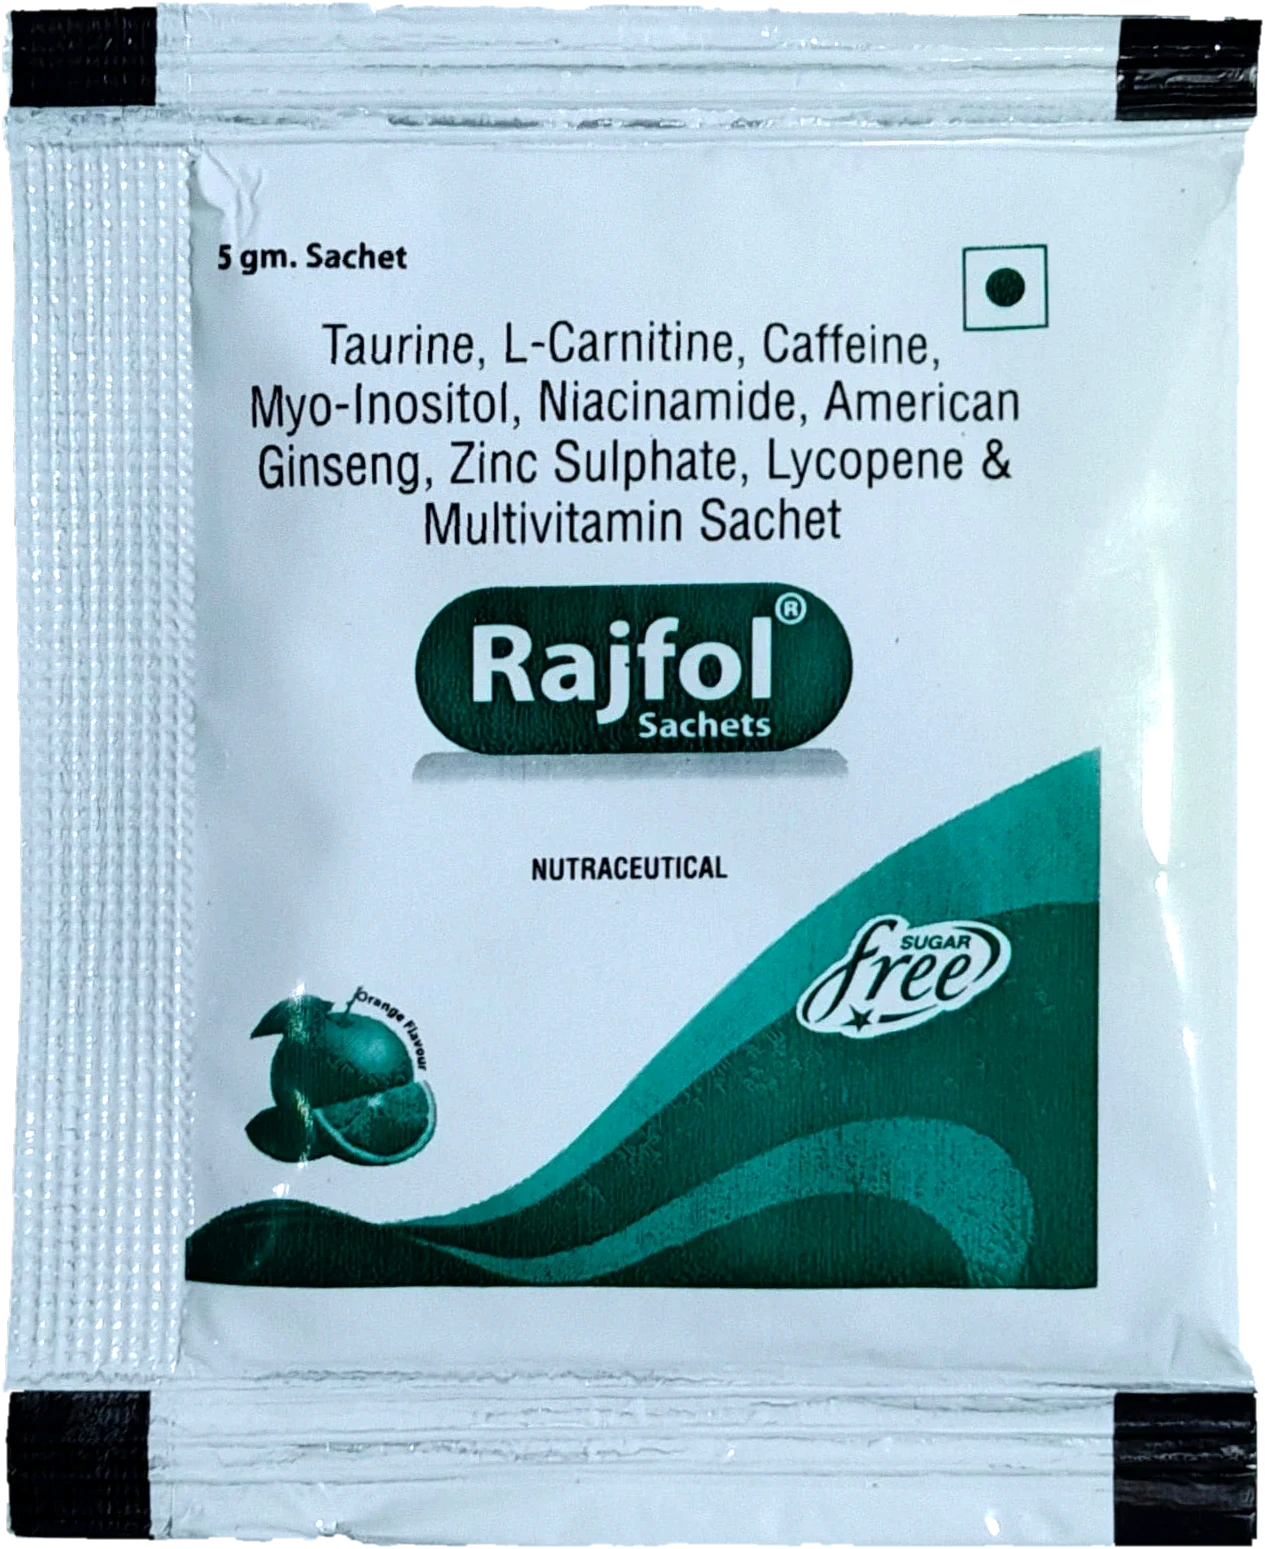 5 gm. Sachet
Taurine, L-Carnitine, Caffeine,
Myo-Inositol, Niacinamide, American
Ginseng, Zinc Sulphate, Lycopene &
Multivitamin Sachet
Rajfol®
Sachets
NUTRACEUTICAL
SUGAR
free
Orange Flavour